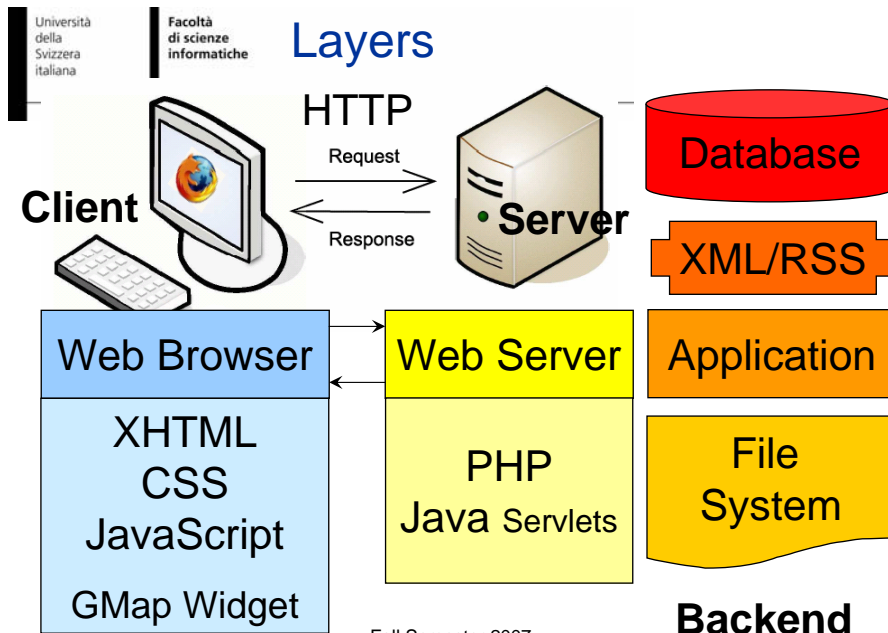 Università
della
Svizzera
italiana
Facoltà
di scienze
informatiche
Layers
HTTP
Request
Response
Client
Server
Database
XML/RSS
Web Browser
Web Server
Application
XHTML
CSS
JavaScript
GMap Widget
PHP
Java Servlets
File
System
Backend